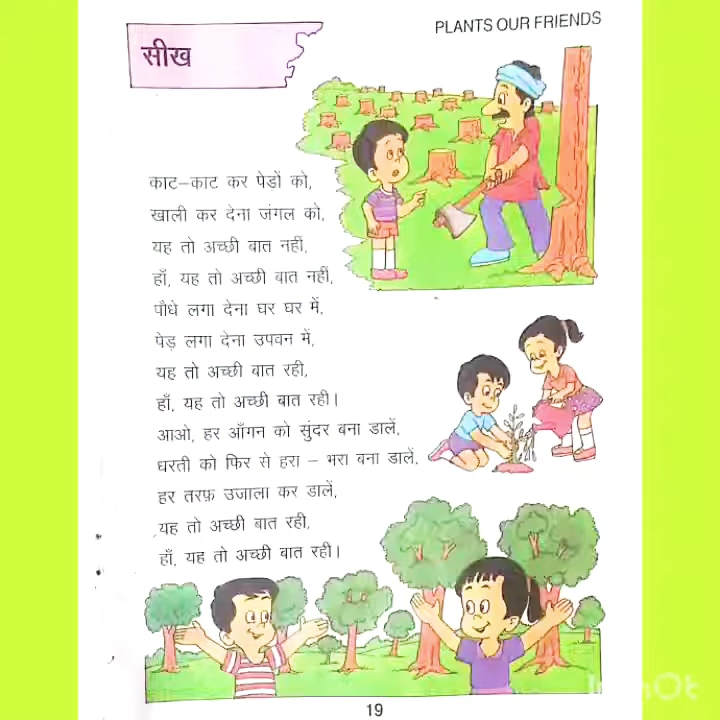 PLANTS OUR FRIENDS
सीख
काट-काट कर पेड़ों को,
खाली कर देना जंगल को,
यह तो अच्छी बात नहीं,
हाँ, यह तो अच्छी बात नहीं,
पौधे लगा देना घर घर में,
पेड़ लगा देना उपवन में,
यह तो अच्छी बात रही,
हाँ, यह तो अच्छी बात रही।
आओ, हर आँगन को सुंदर बना डालें,
धरती को फिर से हरा – भरा बना डालें,
हर तरफ़ उजाला कर डालें,
यह तो अच्छी बात रही,
हाँ, यह तो अच्छी बात रही।
19